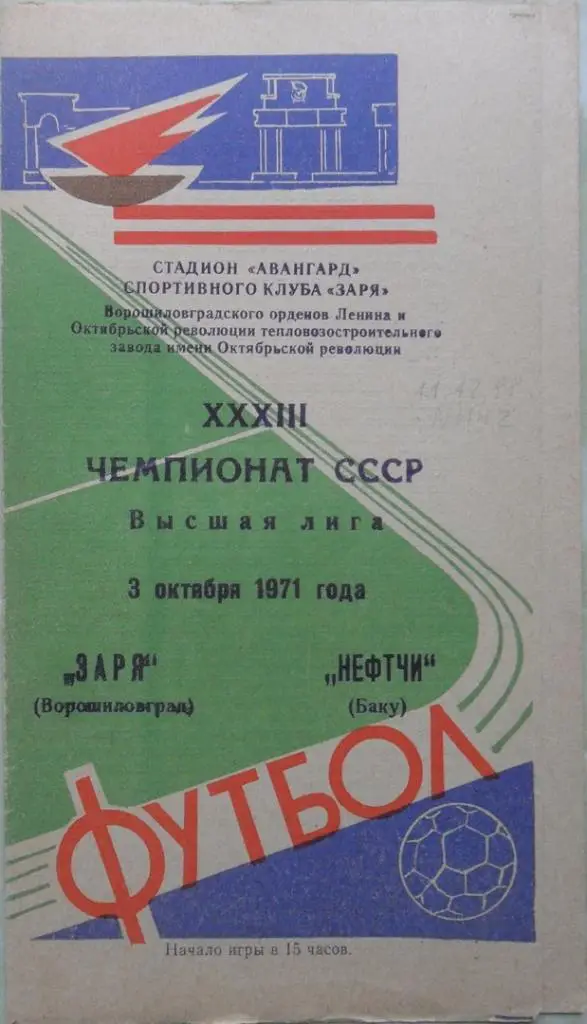 СТАДИОН «АВАНГАРД»
СПОРТИВНОГО КЛУБА «ЗАРЯ»
Ворошиловградского орденов Ленина и
Октябрьской революции тепловозостроительного
завода имени Октябрьской революции
XXXIII
ЧЕМПИОНАТ СССР
Высшая лига
3 октября 1971 года
„ЗАРЯ“
(Ворошиловград)
„НЕФТЧИ“
(Баку)
ФУТБОЛ
Начало игры в 15 часов.